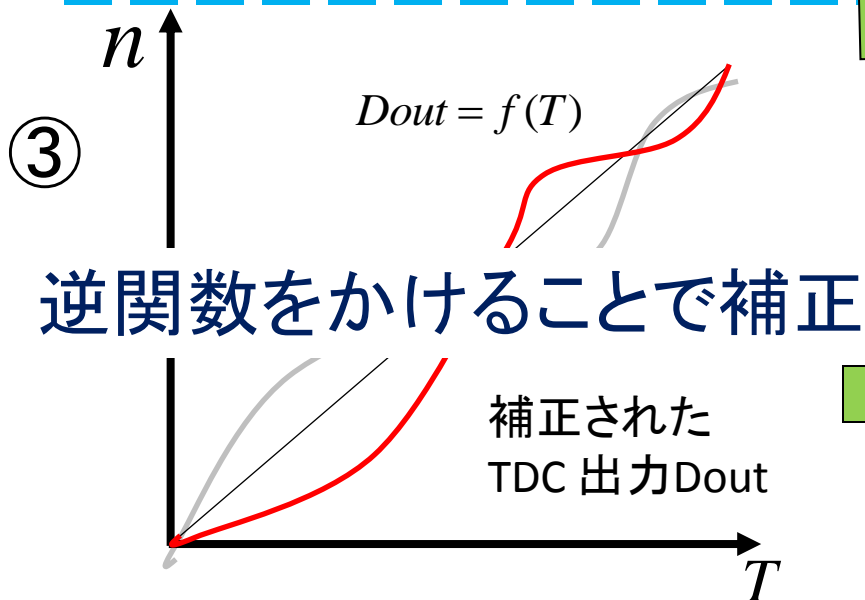 n
Dout = f(T)
③
逆関数をかけることで補正
補正された
TDC 出力Dout
T